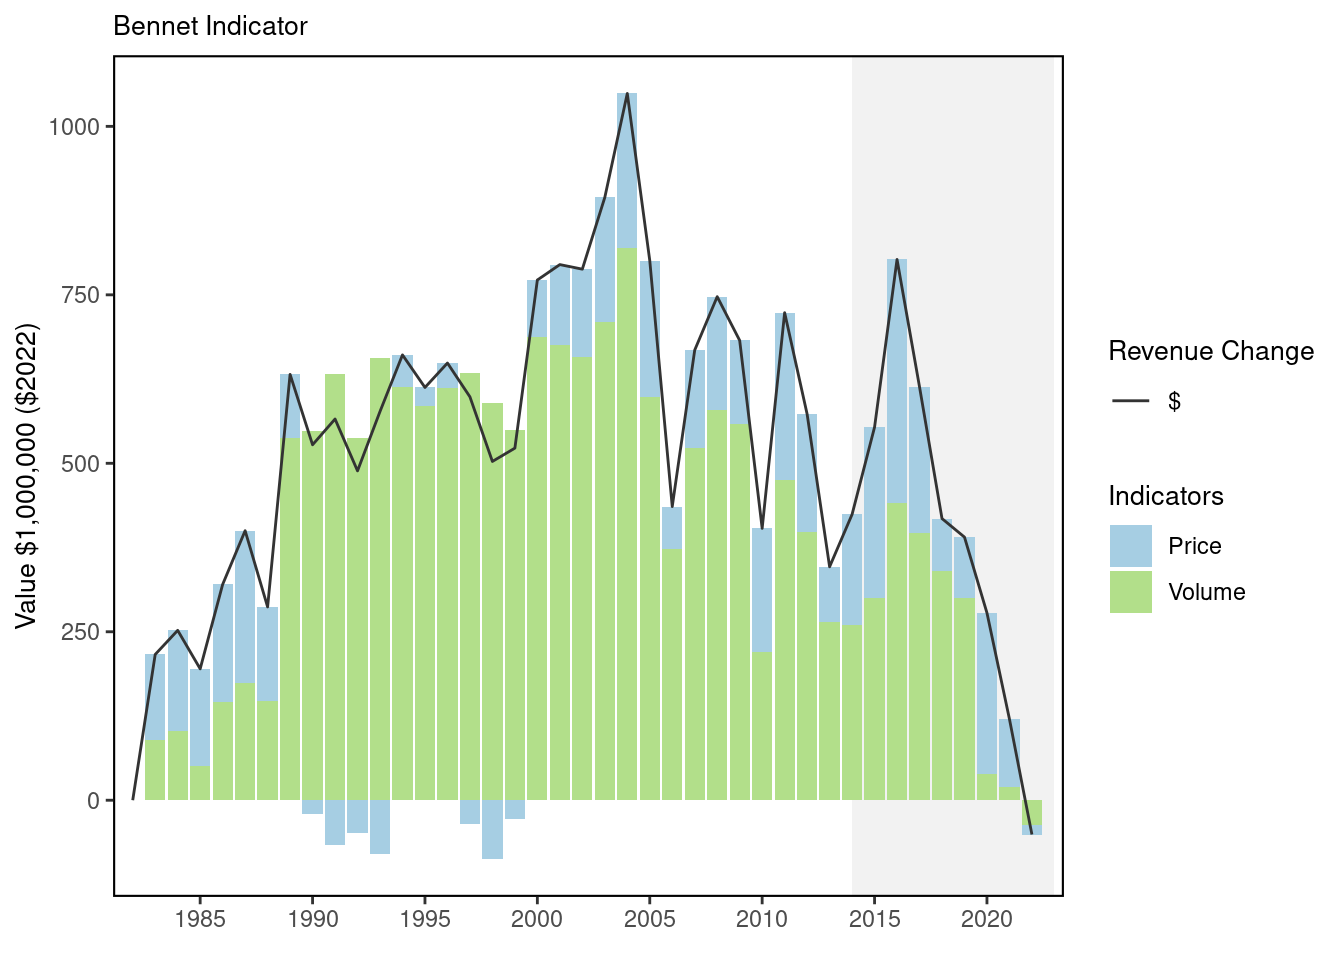 Bennet Indicator
Value $1,000,000 ($2022)
1000
750
500
250
0
1985 1990 1995 2000 2005 2010 2015 2020
Revenue Change
$
Indicators
Price
Volume